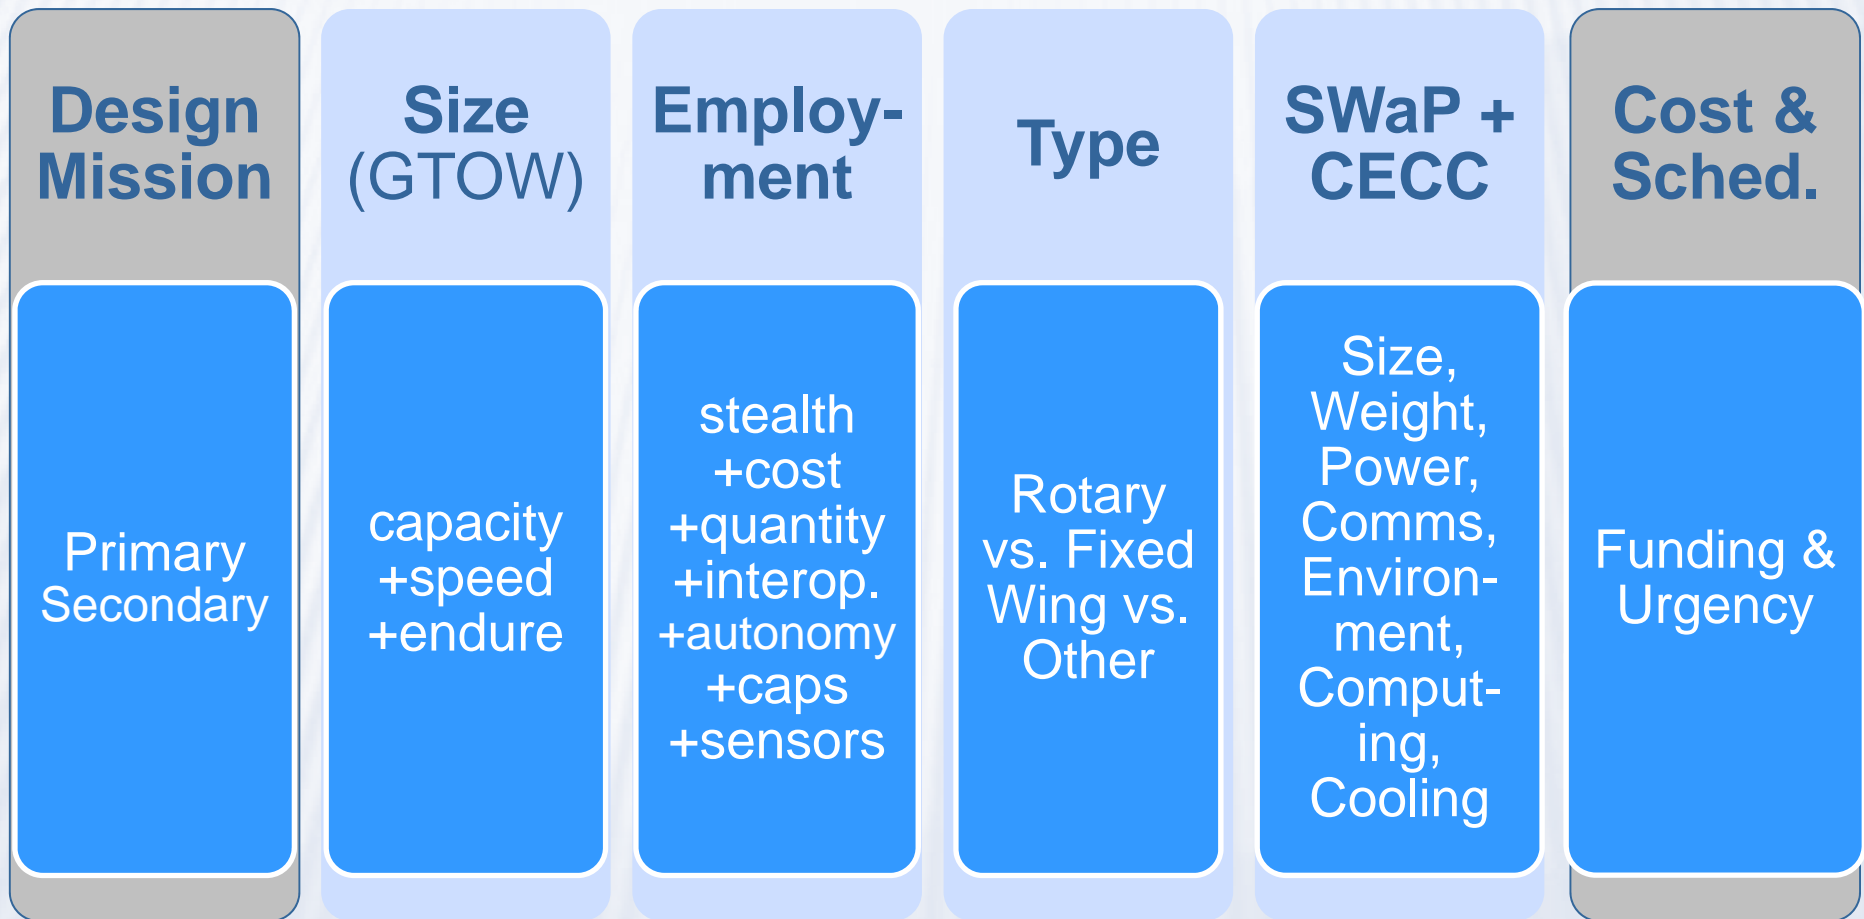 Design
Mission
Primary
Secondary
Size
(GTOW)
capacity
+speed
+endure
Employ-
ment
stealth
+cost
+quantity
+interop.
+autonomy
+caps
+sensors
Type
Rotary
vs. Fixed
Wing vs.
Other
SWaP +
CECC
Size,
Weight,
Power,
Comms,
Environ-
ment,
Comput-
ing,
Cooling
Cost &
Sched.
Funding &
Urgency